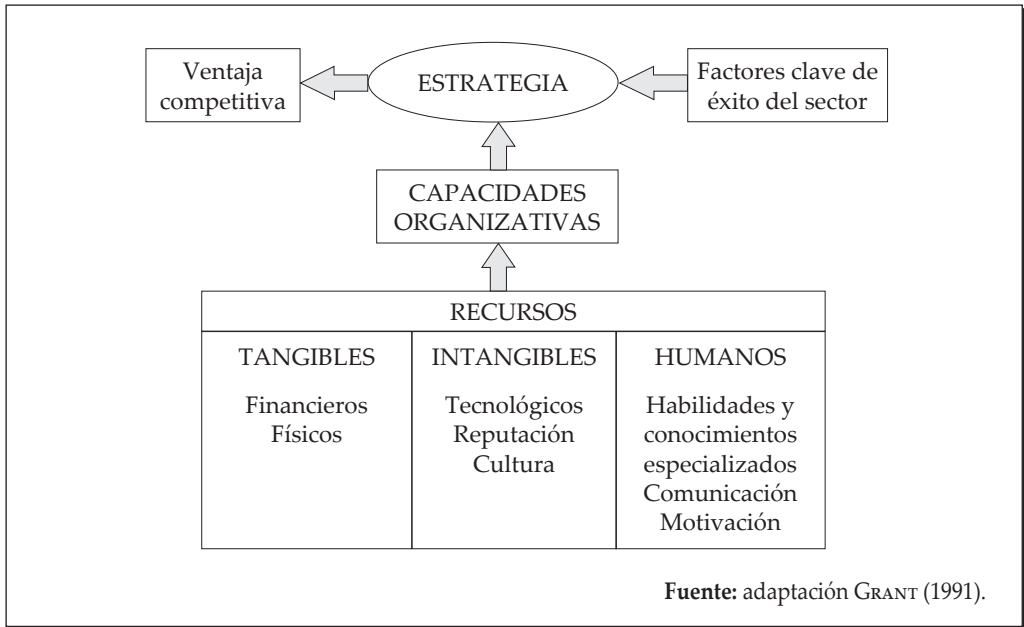 Ventaja
competitiva
ESTRATEGIA
Factores clave de
éxito del sector
CAPACIDADES
ORGANIZATIVAS
RECURSOS
TANGIBLES
Financieros
Físicos
INTANGIBLES
Tecnológicos
Reputación
Cultura
HUMANOS
Habilidades y
conocimientos
especializados
Comunicación
Motivación
Fuente: adaptación GRANT (1991).